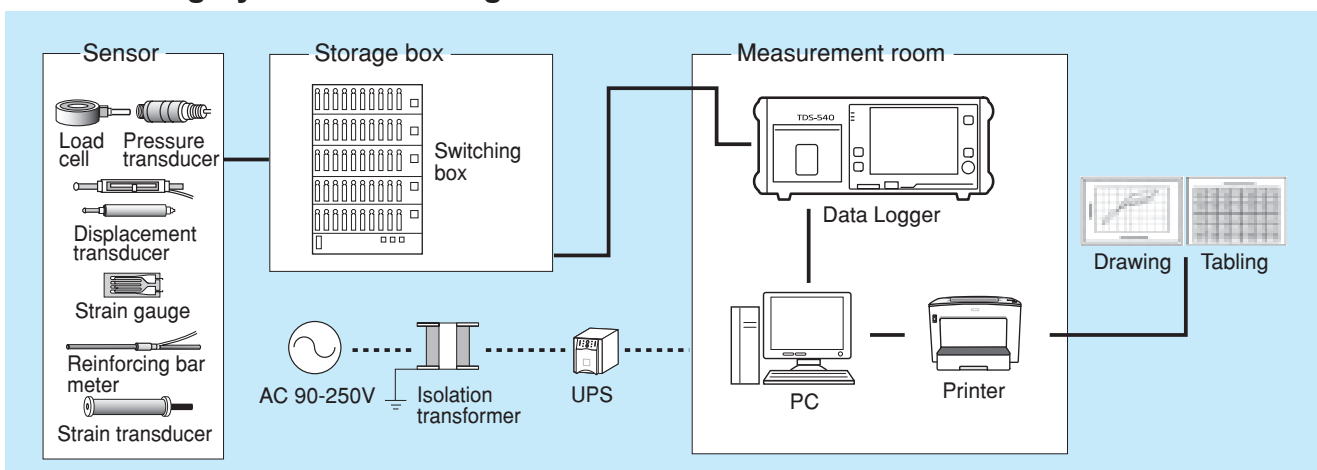 Sensor
Load
cell
Pressure
transducer
Displacement
transducer
Strain gauge
Reinforcing bar
meter
Strain transducer
Storage box
Switching
box
AC 90-250V
Isolation
transformer
UPS
Measurement room
TDS-540
Data Logger
PC
Printer
Drawing
Tabling